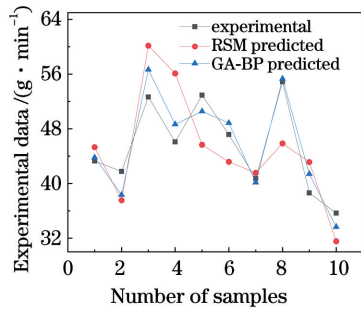 64
56
48
40
32
Experimental data /(g · min⁻¹)
experimental
RSM predicted
GA-BP predicted
0 2 4 6 8 10
Number of samples